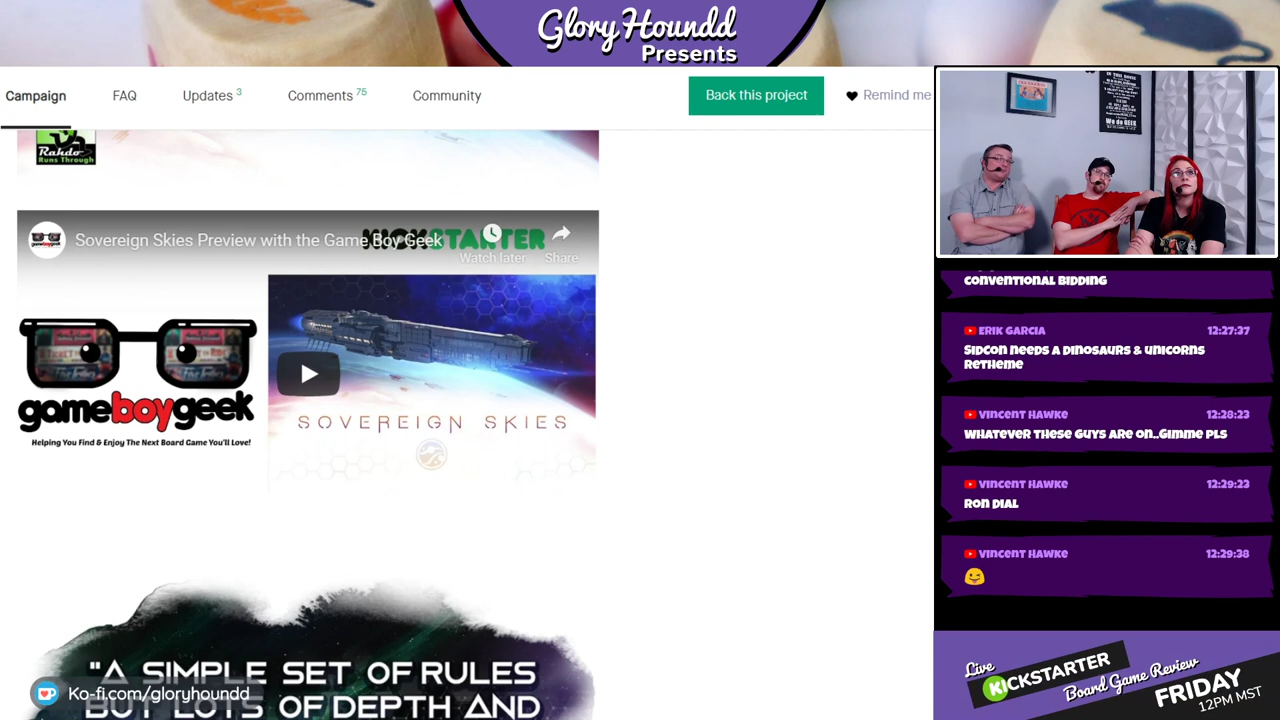 Glory Houndd
Presents
Campaign
FAQ
Updates 3
Comments 75
Community
Back this project
Remind me
Rahdo
Runs Through
Sovereign Skies Preview with the Game Boy Geek
KICKSTARTER
Watch later
Share
SOVEREIGN SKIES
gameboygeek
Helping You Find & Enjoy The Next Board Game You'll Love!
"A SIMPLE SET OF RULES
BUT LOTS OF DEPTH AND
Ko-fi.com/gloryhoundd
CONVENTIONAL BIDDING
ERIK GARCIA 12:27:37
SIDCON NEEDS A DINOSAURS & UNICORNS
RETHEME
VINCENT HAWKE 12:28:23
WHATEVER THESE GUYS ARE ON..GIMME PLS
VINCENT HAWKE 12:29:23
RON DIAL
VINCENT HAWKE 12:29:38
Live
KICKSTARTER
Board Game Review
FRIDAY
12PM MST